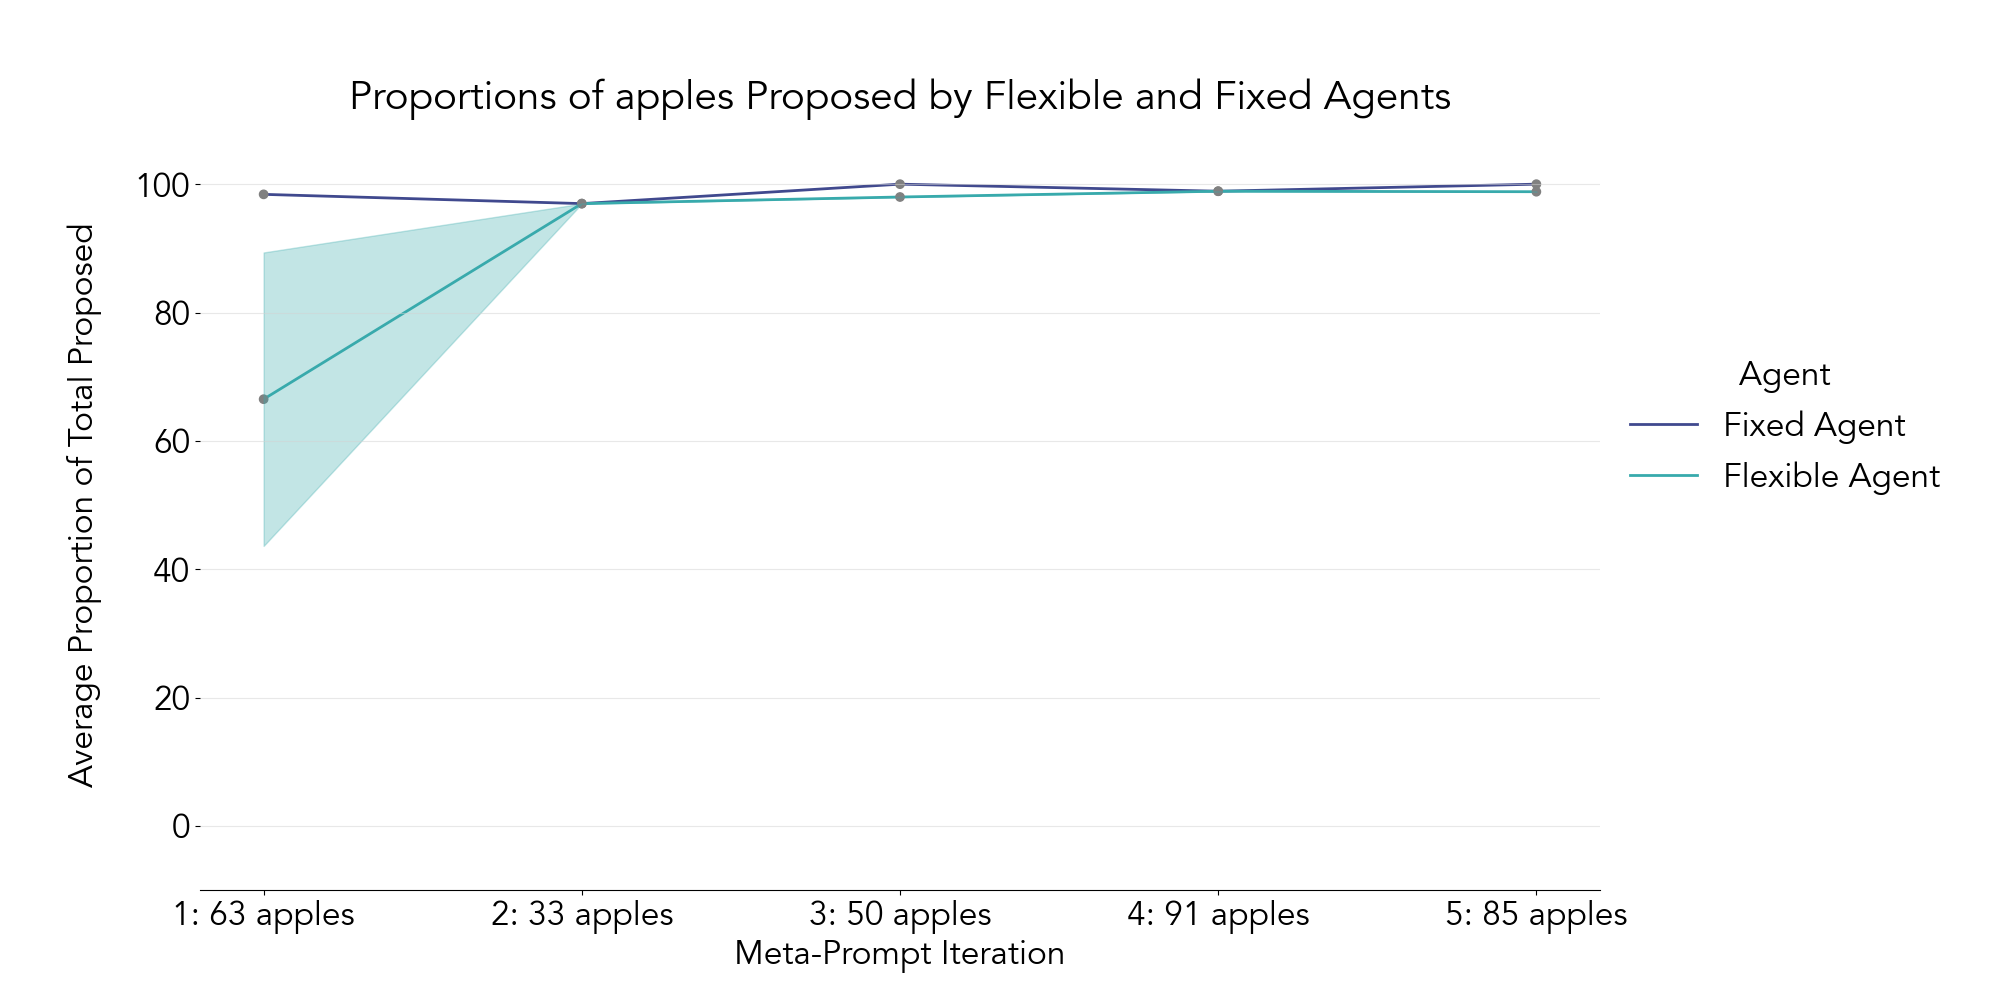 Proportions of apples Proposed by Flexible and Fixed Agents
Average Proportion of Total Proposed
100
80
60
40
20
0
1: 63 apples
2: 33 apples
3: 50 apples
4: 91 apples
5: 85 apples
Meta-Prompt Iteration
Agent
Fixed Agent
Flexible Agent